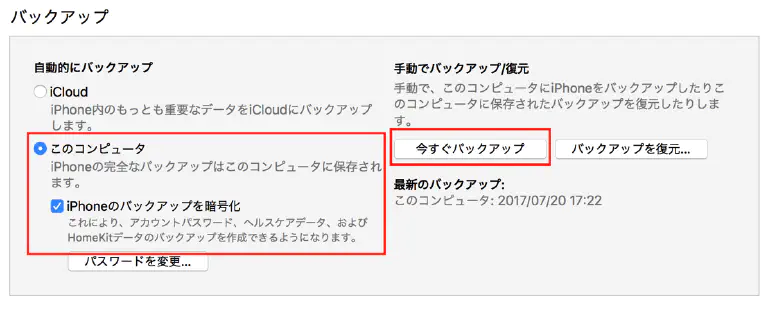 バックアップ
自動的にバックアップ
iCloud
iPhone内のもっとも重要なデータをiCloudにバックアップ
します。
このコンピュータ
iPhoneの完全なバックアップはこのコンピュータに保存され
ます。
iPhoneのバックアップを暗号化
これにより、アカウントパスワード、ヘルスケアデータ、および
HomeKitデータのバックアップを作成できるようになります。
パスワードを変更...
手動でバックアップ/復元
手動で、このコンピュータにiPhoneをバックアップしたりこ
のコンピュータに保存されたバックアップを復元したりしま
す。
今すぐバックアップ
バックアップを復元...
最新のバックアップ:
このコンピュータ: 2017/07/20 17:22